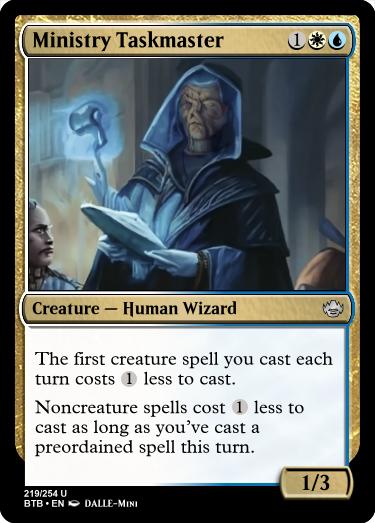 Ministry Taskmaster 1
Creature — Human Wizard
The first creature spell you cast each
turn costs 1 less to cast.
Noncreature spells cost 1 less to
cast as long as you've cast a
preordained spell this turn.
1/3
219/254 U
BTB • EN DALLE-Mini